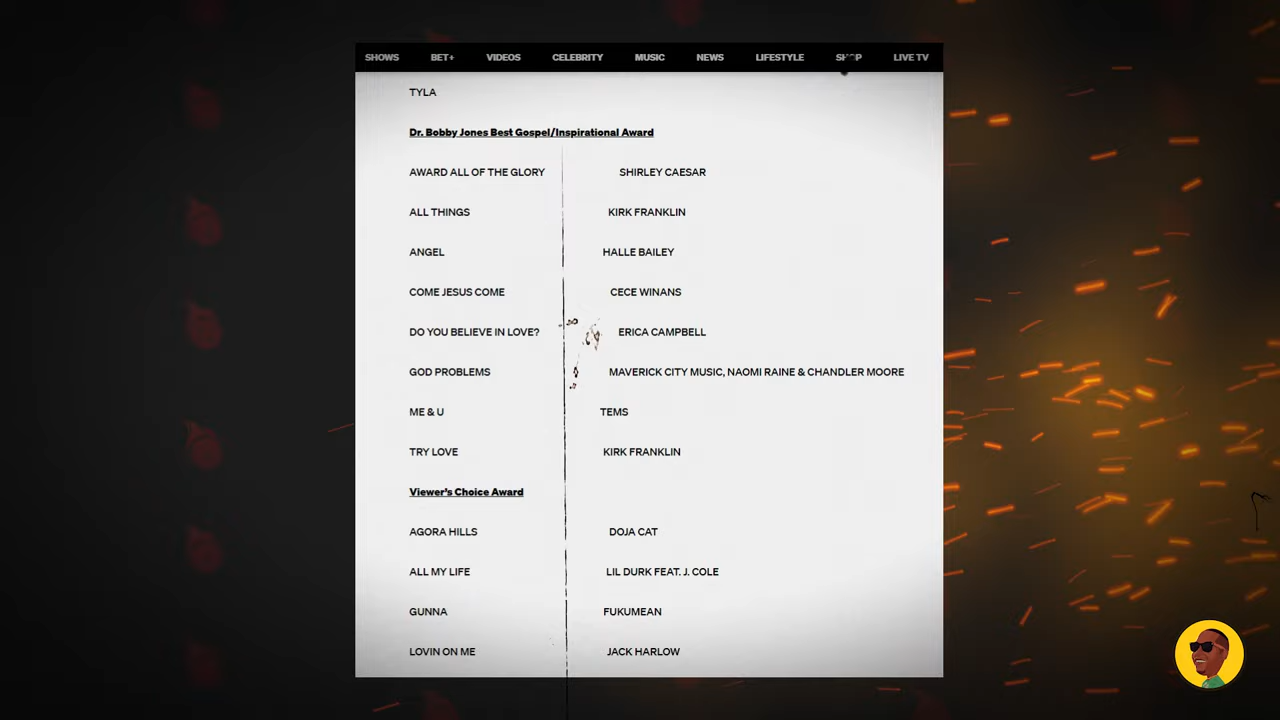 SHOWS BET+ VIDEOS CELEBRITY MUSIC NEWS LIFESTYLE SHOP LIVE TV
TYLA
Dr. Bobby Jones Best Gospel/Inspirational Award
AWARD ALL OF THE GLORY SHIRLEY CAESAR
ALL THINGS KIRK FRANKLIN
ANGEL HALLE BAILEY
COME JESUS COME CECE WINANS
DO YOU BELIEVE IN LOVE? ERICA CAMPBELL
GOD PROBLEMS MAVERICK CITY MUSIC, NAOMI RAINE & CHANDLER MOORE
ME & U TEMS
TRY LOVE KIRK FRANKLIN
Viewer's Choice Award
AGORA HILLS DOJA CAT
ALL MY LIFE LIL DURK FEAT. J. COLE
GUNNA FUKUMEAN
LOVIN ON ME JACK HARLOW